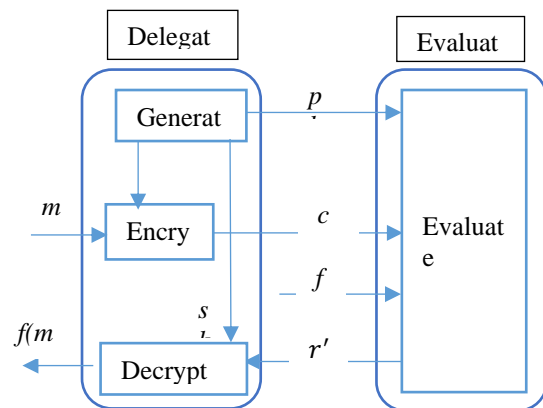 Delegat
Evaluat
Generat
p
m
Encry
c
Evaluat
e
f
s
f(m
r'
Decrypt